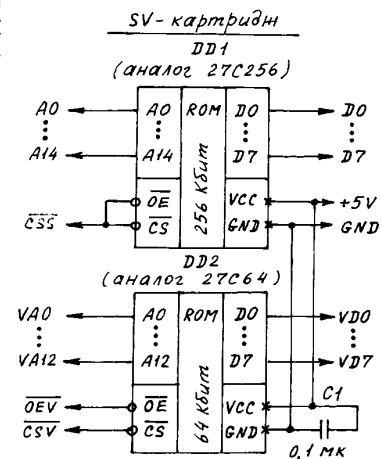 SV-картридж
DD1
(аналог 27C256)
A0 A0 ROM D0 D0
A14 A14 D7 D7
256 Кбит
OE VCC +5V
CSS CS GND GND
DD2
(аналог 27C64)
VA0 A0 ROM D0 VD0
VA12 A12 D7 VD7
64 Кбит
OEV OE VCC C1
CSV CS GND
0,1 мк